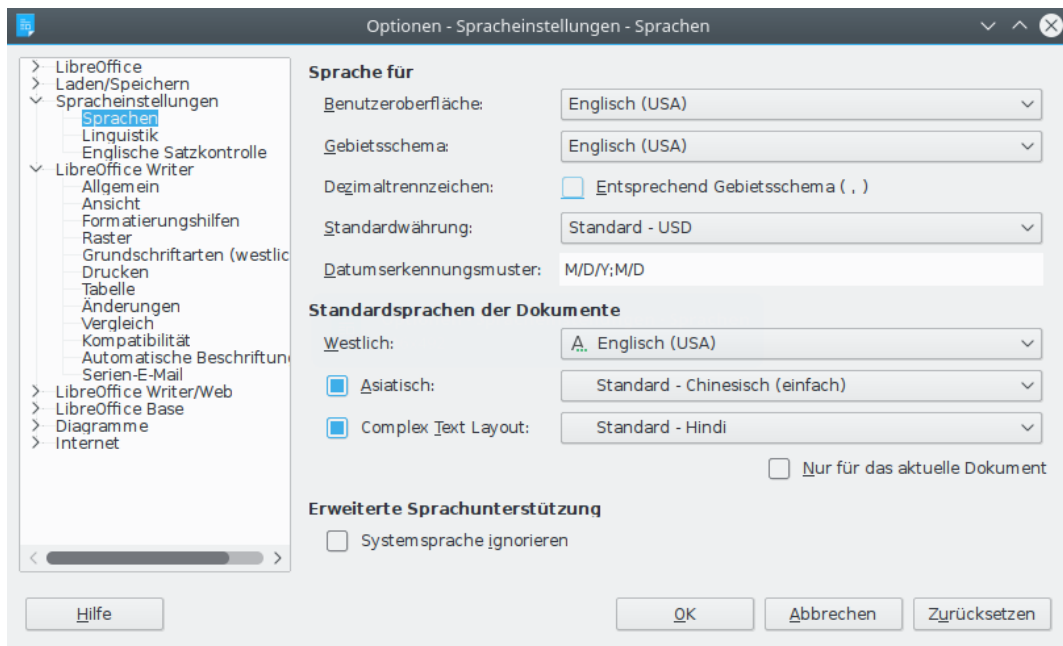 Optionen - Spracheinstellungen - Sprachen
LibreOffice
Laden/Speichern
Spracheinstellungen
Sprachen
Linguistik
Englische Satzkontrolle
LibreOffice Writer
Allgemein
Ansicht
Formatierungshilfen
Raster
Grundschriftarten (westlic
Drucken
Tabelle
Änderungen
Vergleich
Kompatibilität
Automatische Beschriftun
Serien-E-Mail
LibreOffice Writer/Web
LibreOffice Base
Diagramme
Internet
Sprache für
Benutzeroberfläche: Englisch (USA)
Gebietsschema: Englisch (USA)
Dezimaltrennzeichen: Entsprechend Gebietsschema ( , )
Standardwährung: Standard - USD
Datumserkennungsmuster: M/D/Y;M/D
Standardsprachen der Dokumente
Westlich: A Englisch (USA)
Asiatisch: Standard - Chinesisch (einfach)
Complex Text Layout: Standard - Hindi
Nur für das aktuelle Dokument
Erweiterte Sprachunterstützung
Systemsprache ignorieren
Hilfe OK Abbrechen Zurücksetzen